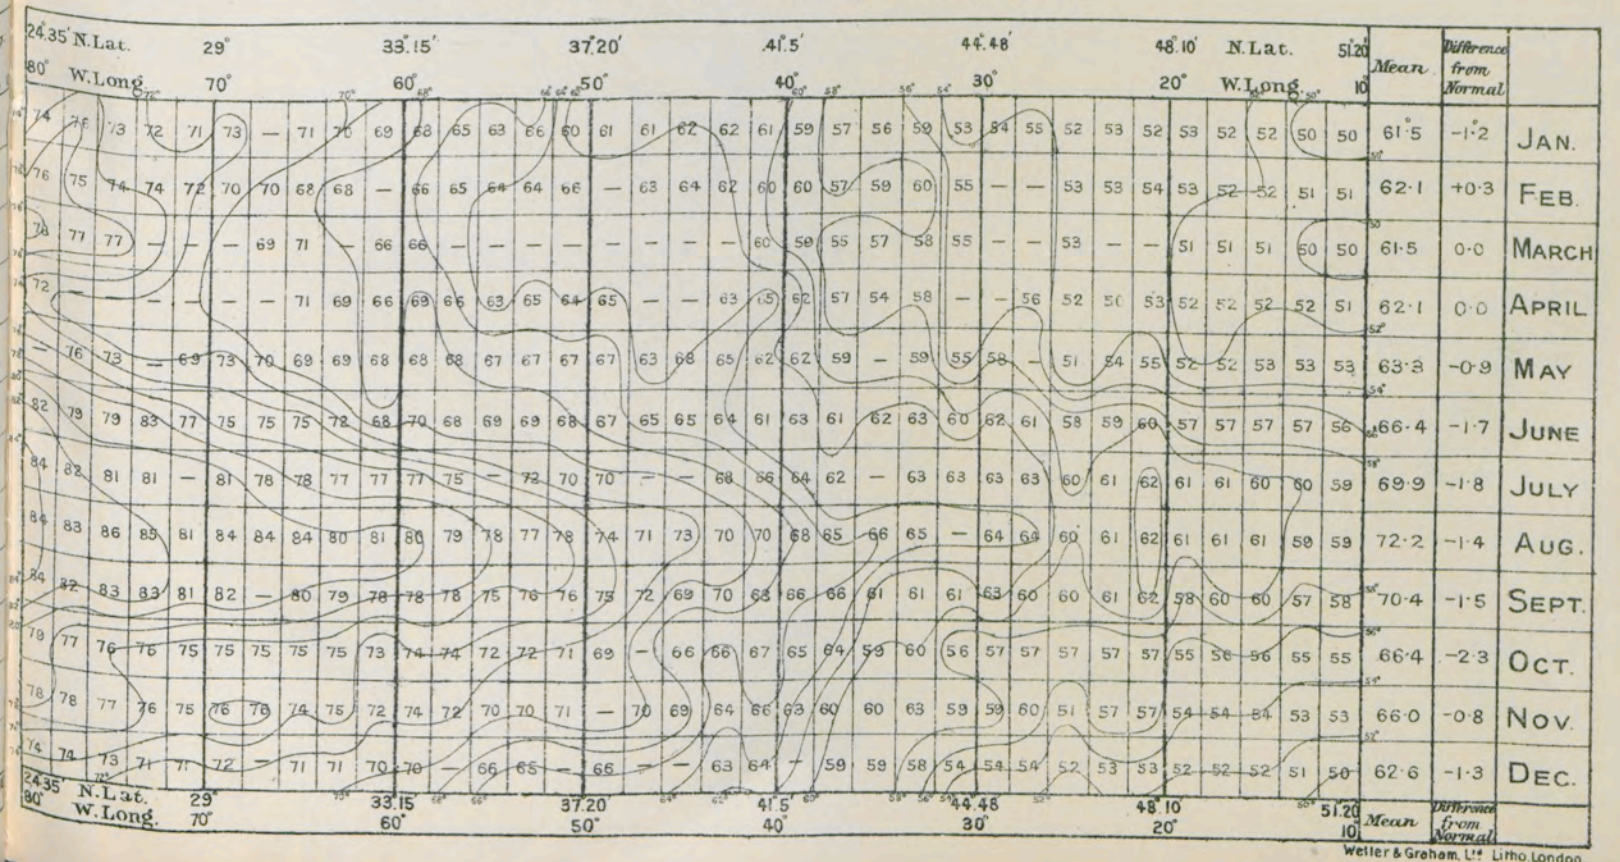 24.35' N.Lat. 29° 33.15' 37.20' 41.5' 44.48' 48.10' N.Lat. 51.20 Mean Difference from Normal
80° W.Long. 70° 60° 50° 40° 30° 20° W.Long. 10
74 76 73 72 71 73 — 71 70 69 68 65 63 66 60 61 61 62 62 61 59 57 56 59 53 54 55 52 53 52 53 52 52 50 50 61°5 -1°2 JAN.
76 75 74 74 72 70 70 68 68 — 66 65 64 64 66 — 63 64 62 60 60 57 59 60 55 — — 53 53 54 53 52 52 51 51 62·1 +0·3 FEB.
78 77 77 — — — 69 71 — 66 66 — — — — — — — — 60 59 55 57 58 55 — — 53 — — 51 51 51 50 50 61·5 0·0 MARCH
72 — — — — — — 71 69 66 69 66 63 65 64 65 — — 63 65 62 57 54 58 — — 56 52 50 53 52 52 52 52 51 62·1 0·0 APRIL
— 76 73 — 69 73 70 69 69 68 68 68 67 67 67 67 63 68 65 62 62 59 — 59 55 58 — 51 54 55 52 52 53 53 53 63·3 -0·9 MAY
82 79 79 83 77 75 75 75 72 68 70 68 69 69 68 67 65 65 64 61 63 61 62 63 60 62 61 58 59 60 57 57 57 57 56 66·4 -1·7 JUNE
84 82 81 81 — 81 78 78 77 77 77 75 — 72 70 70 — — 68 66 64 62 — 63 63 63 63 60 61 62 61 61 60 60 59 69·9 -1·8 JULY
84 83 86 85 81 84 84 84 80 81 80 79 78 77 78 74 71 73 70 70 68 65 66 65 — 64 64 60 61 62 61 61 61 59 59 72·2 -1·4 AUG.
84 82 83 83 81 82 — 80 79 78 78 78 75 76 76 75 72 69 70 68 66 66 61 61 61 63 60 60 61 62 58 60 60 57 58 70·4 -1·5 SEPT.
79 77 76 76 75 75 75 75 75 73 74 74 72 72 71 69 — 66 66 67 65 64 59 60 56 57 57 57 57 57 55 56 56 55 55 66·4 -2·3 OCT.
78 78 77 76 75 76 76 74 75 72 74 72 70 70 71 — 70 69 64 66 63 60 60 63 59 59 60 51 57 57 54 54 54 53 53 66·0 -0·8 NOV.
74 74 73 71 71 72 — 71 71 70 70 — 66 65 — 66 — — 63 64 — 59 59 58 54 54 54 52 53 53 52 52 52 51 50 62·6 -1·3 DEC.
24.35' N.Lat. 29° 33.15 37.20 41.5' 44.48 48.10' 51.20 Mean Difference from Normal
80° W.Long. 70° 60° 50° 40° 30° 20° 10
Weller & Graham, Ltd. Litho, London